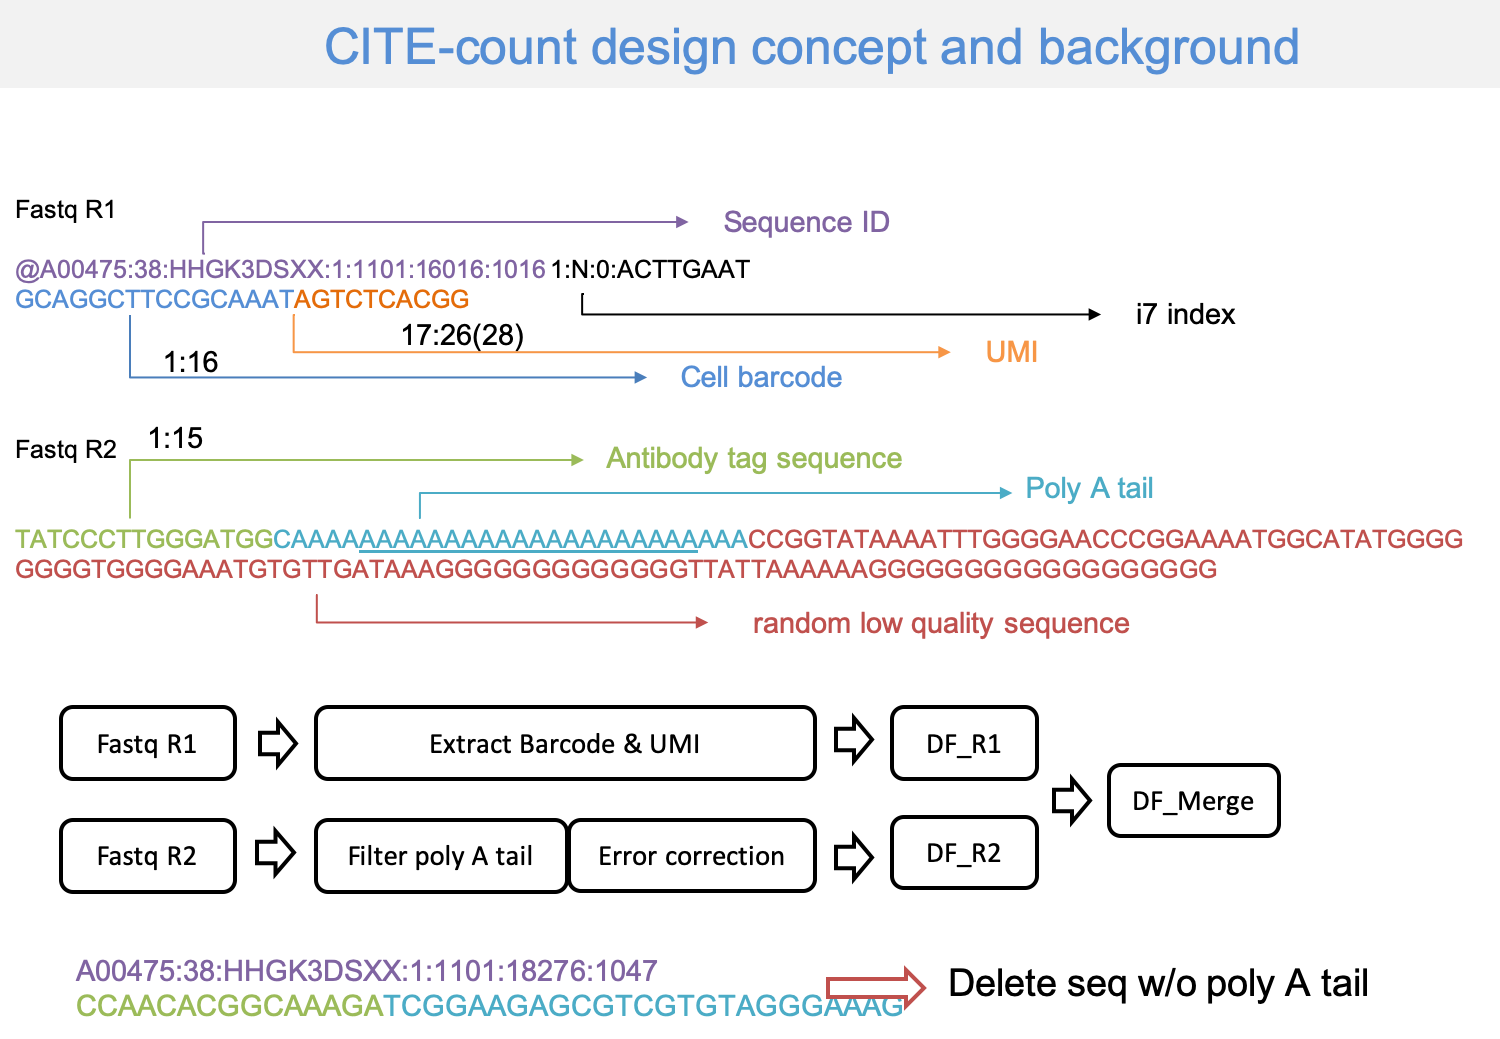 CITE-count design concept and background
Fastq R1
Sequence ID
@A00475:38:HHGK3DSXX:1:1101:16016:1016 1:N:0:ACTTGAAT
GCAGGCTTCCGCAAATAGTCTCACGG
i7 index
17:26(28)
UMI
1:16
Cell barcode
1:15
Fastq R2
Antibody tag sequence
Poly A tail
TATCCCTTGGGATGGCAAAAAAAAAAAAAAAAAAAAAAAAAAACCGGTATAAAATTTGGGGAACCCGGAAAATGGCATATGGGG
GGGGTGGGGAAATGTGTTGATAAAGGGGGGGGGGGGGTTATTAAAAAAGGGGGGGGGGGGGGGGGG
random low quality sequence
Fastq R1
Extract Barcode & UMI
DF_R1
DF_Merge
Fastq R2
Filter poly A tail
Error correction
DF_R2
A00475:38:HHGK3DSXX:1:1101:18276:1047
CCAACACGGCAAAGATCGGAAGAGCGTCGTGTAGGGAAAG
Delete seq w/o poly A tail